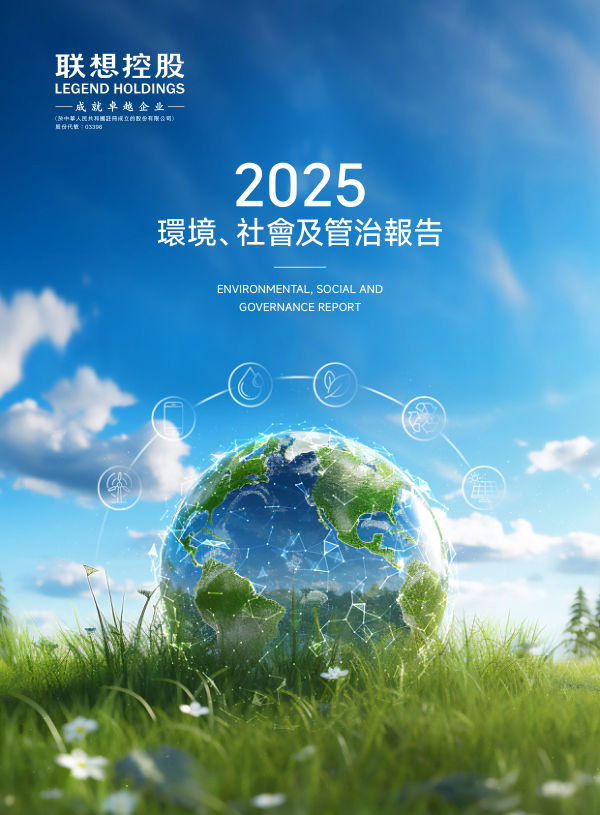 联想控股
LEGEND HOLDINGS
成就卓越企业
(於中華人民共和國註冊成立的股份有限公司)
股份代號：03396
2025
環境、社會及管治報告
ENVIRONMENTAL, SOCIAL AND
GOVERNANCE REPORT